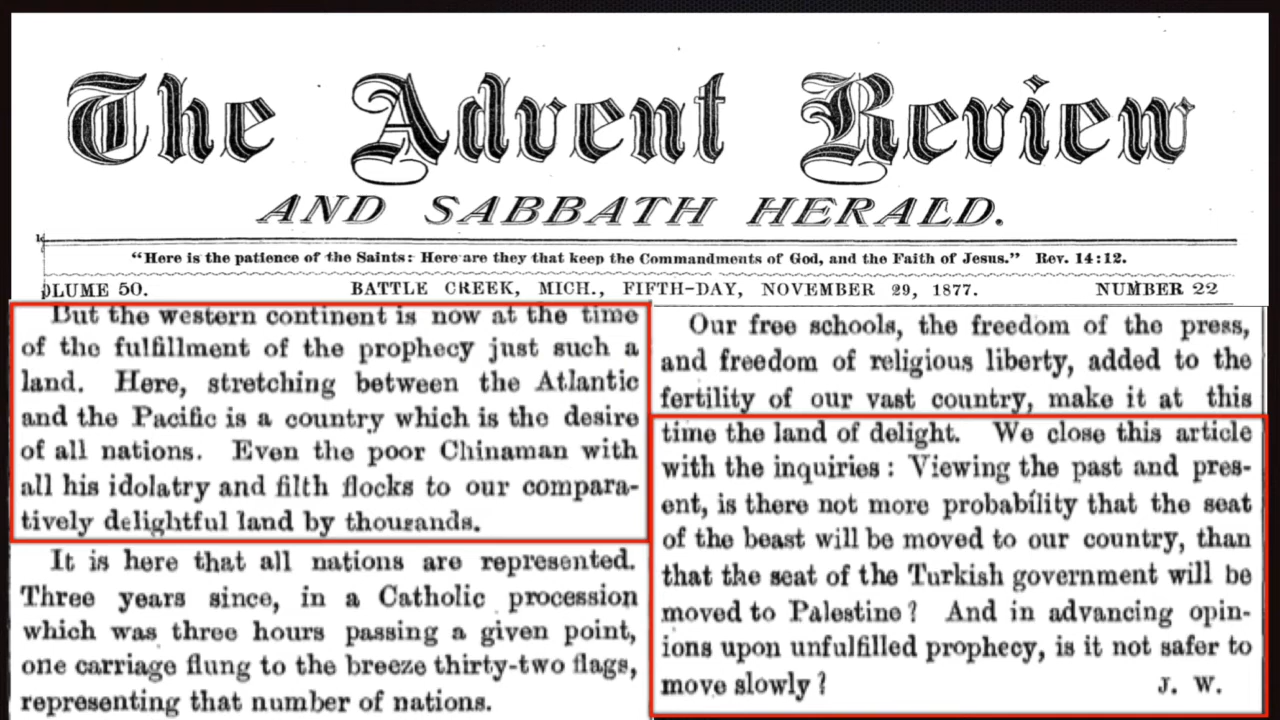 The Advent Review
AND SABBATH HERALD.
"Here is the patience of the Saints: Here are they that keep the Commandments of God, and the Faith of Jesus." Rev. 14:12.
OLUME 50. BATTLE CREEK, MICH., FIFTH-DAY, NOVEMBER 29, 1877. NUMBER 22
But the western continent is now at the time
of the fulfillment of the prophecy just such a
land. Here, stretching between the Atlantic
and the Pacific is a country which is the desire
of all nations. Even the poor Chinaman with
all his idolatry and filth flocks to our compara-
tively delightful land by thousands.
It is here that all nations are represented.
Three years since, in a Catholic procession
which was three hours passing a given point,
one carriage flung to the breeze thirty-two flags,
representing that number of nations.
Our free schools, the freedom of the press,
and freedom of religious liberty, added to the
fertility of our vast country, make it at this
time the land of delight. We close this article
with the inquiries: Viewing the past and pres-
ent, is there not more probability that the seat
of the beast will be moved to our country, than
that the seat of the Turkish government will be
moved to Palestine? And in advancing opin-
ions upon unfulfilled prophecy, is it not safer to
move slowly? J. W.